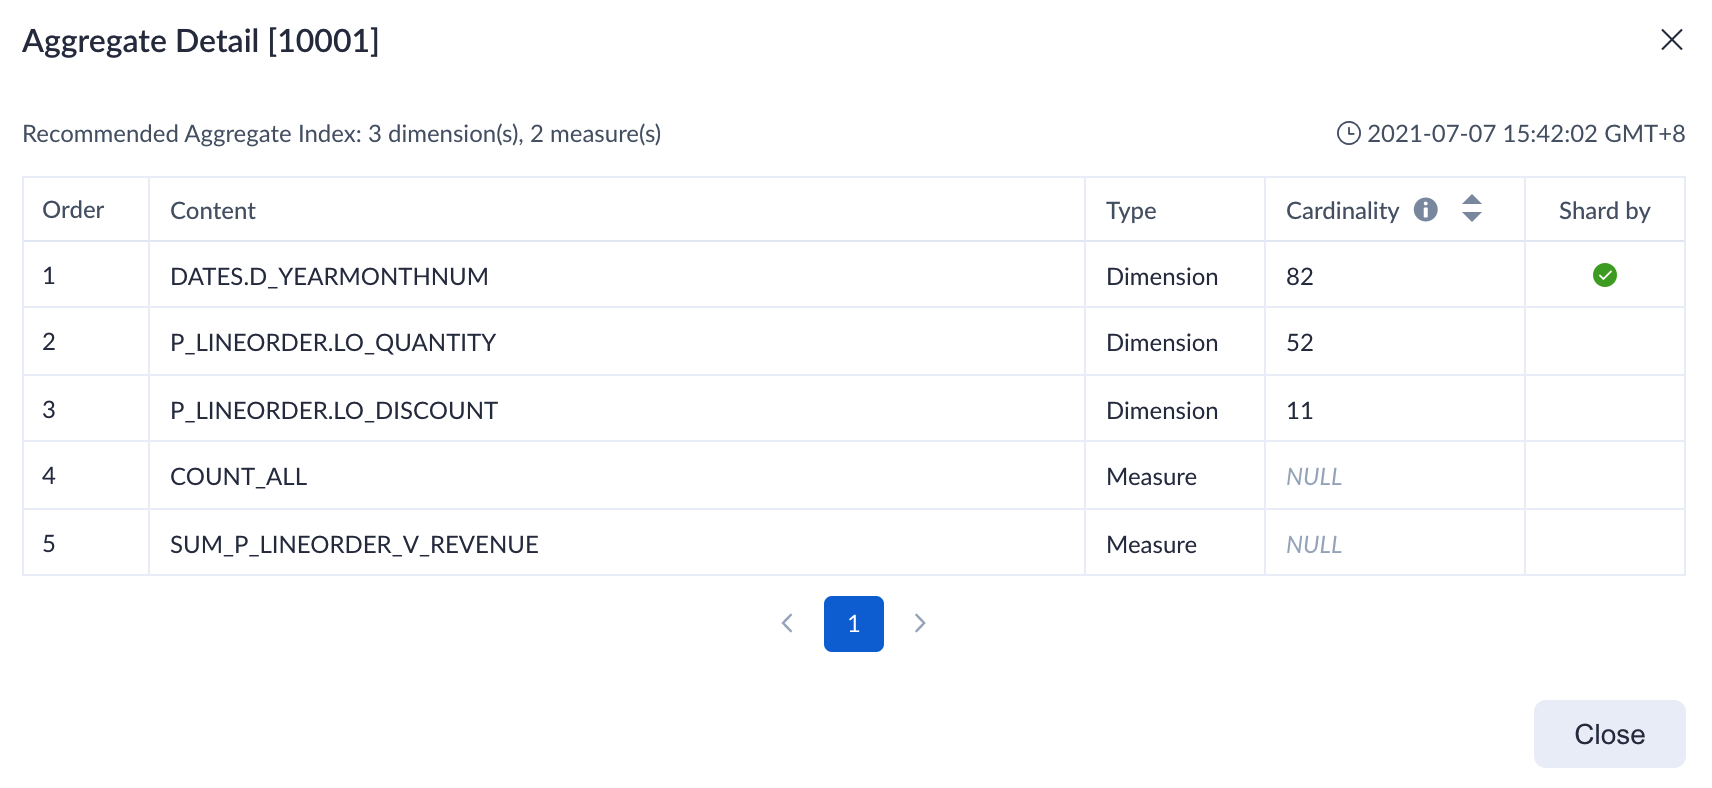 Aggregate Detail [10001]
Recommended Aggregate Index: 3 dimension(s), 2 measure(s) 2021-07-07 15:42:02 GMT+8
Order Content Type Cardinality Shard by
1 DATES.D_YEARMONTHNUM Dimension 82
2 P_LINEORDER.LO_QUANTITY Dimension 52
3 P_LINEORDER.LO_DISCOUNT Dimension 11
4 COUNT_ALL Measure NULL
5 SUM_P_LINEORDER_V_REVENUE Measure NULL
1
Close